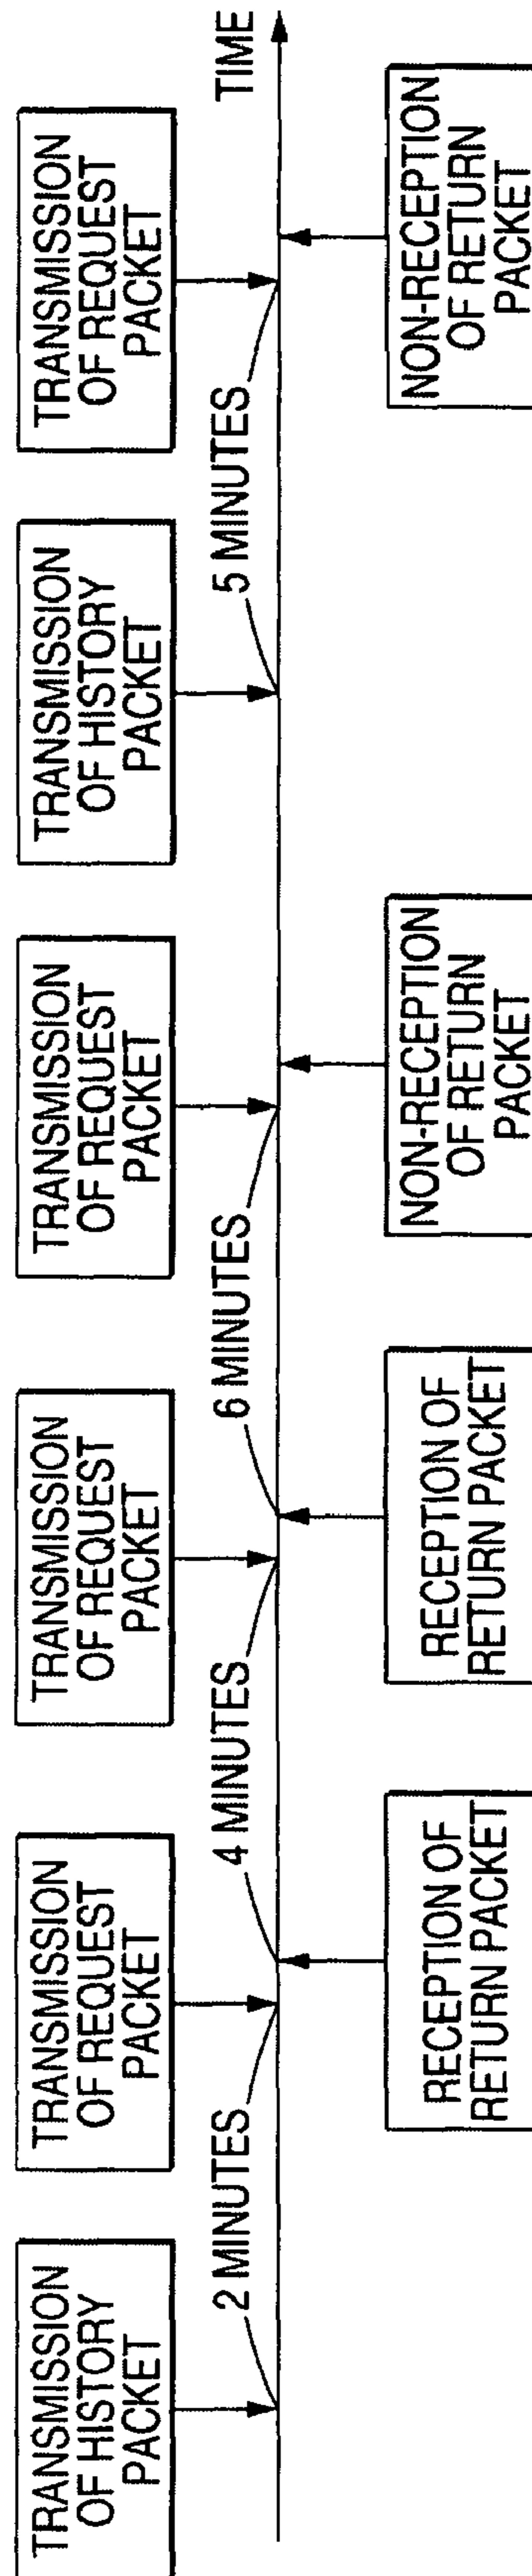 TRANSMISSION
OF HISTORY
PACKET
TRANSMISSION
OF REQUEST
PACKET
TRANSMISSION
OF REQUEST
PACKET
TRANSMISSION
OF REQUEST
PACKET
TRANSMISSION
OF HISTORY
PACKET
TRANSMISSION
OF REQUEST
PACKET
2 MINUTES
4 MINUTES
6 MINUTES
5 MINUTES
TIME
RECEPTION OF
RETURN PACKET
RECEPTION OF
RETURN PACKET
NON-RECEPTION
OF RETURN
PACKET
NON-RECEPTION
OF RETURN
PACKET